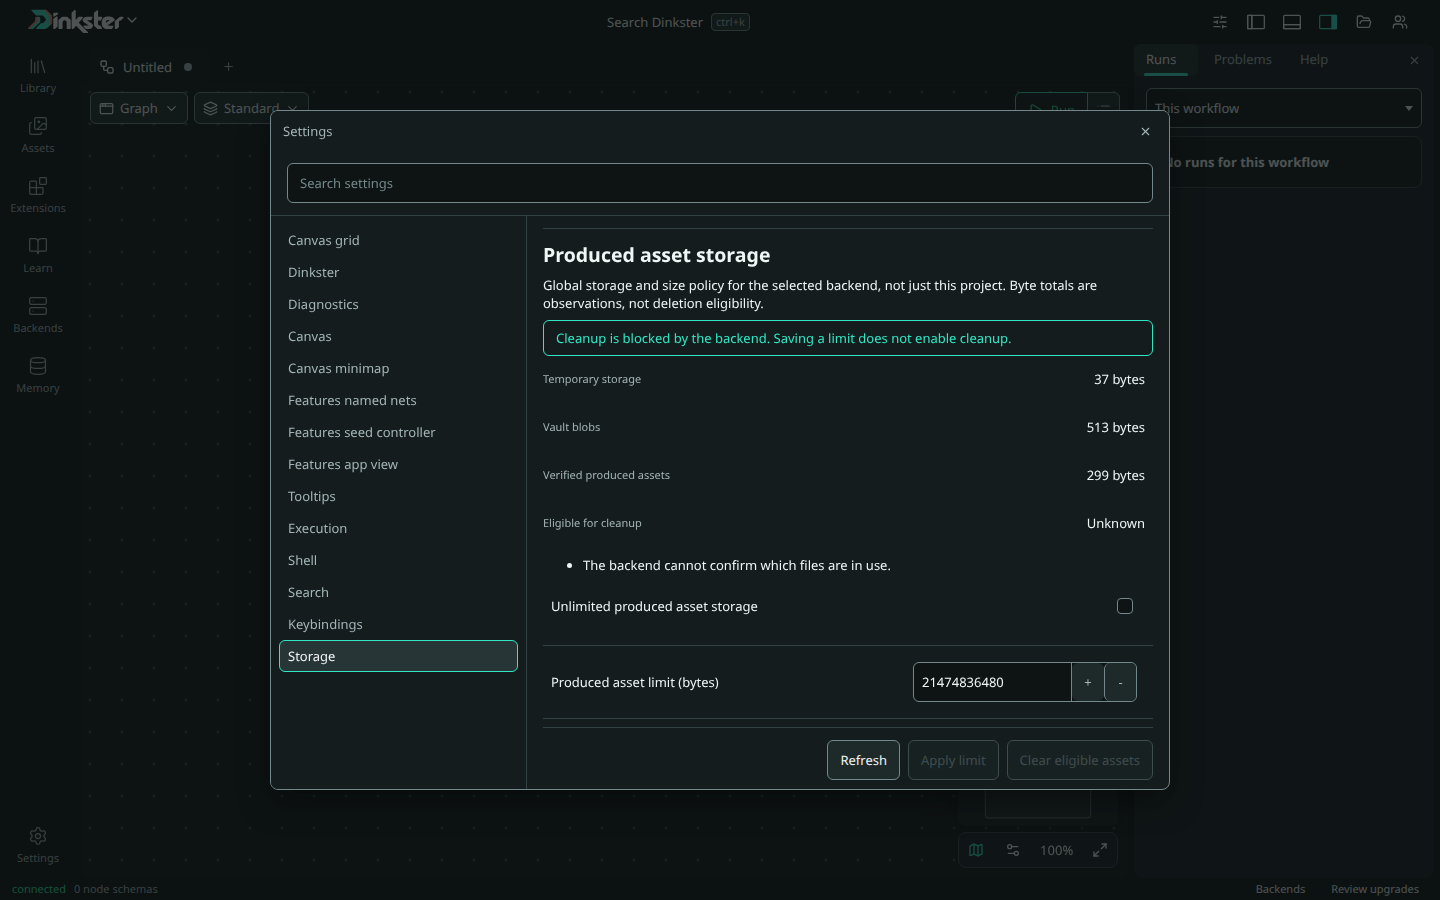 Dinkster
Search Dinkster
ctrl+k
Library
Assets
Extensions
Learn
Backends
Memory
Settings
Untitled
Graph
Standard
Run
Runs
Problems
Help
This workflow
No runs for this workflow
Settings
Search settings
Canvas grid
Dinkster
Diagnostics
Canvas
Canvas minimap
Features named nets
Features seed controller
Features app view
Tooltips
Execution
Shell
Search
Keybindings
Storage
Produced asset storage
Global storage and size policy for the selected backend, not just this project. Byte totals are
observations, not deletion eligibility.
Cleanup is blocked by the backend. Saving a limit does not enable cleanup.
Temporary storage 37 bytes
Vault blobs 513 bytes
Verified produced assets 299 bytes
Eligible for cleanup Unknown
• The backend cannot confirm which files are in use.
Unlimited produced asset storage
Produced asset limit (bytes) 21474836480 + -
Refresh
Apply limit
Clear eligible assets
100%
connected 0 node schemas
Backends
Review upgrades